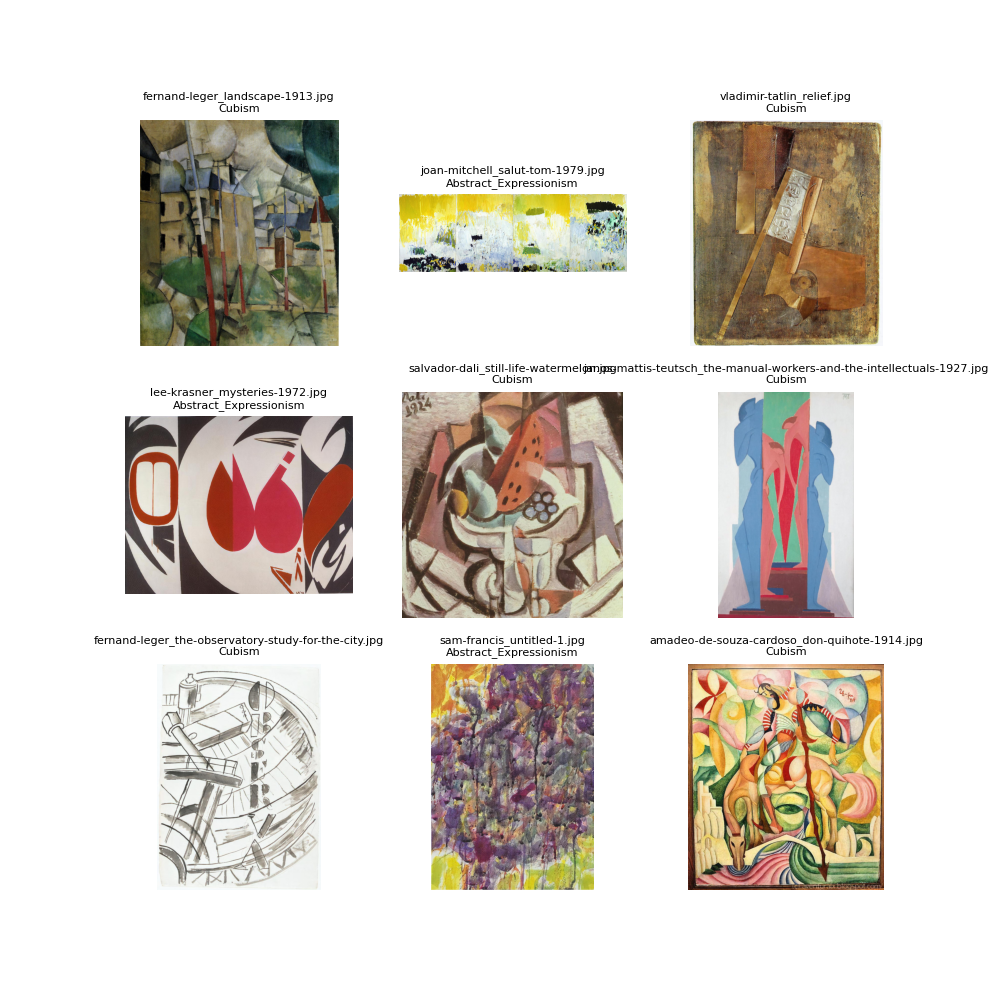 fernand-leger_landscape-1913.jpg
Cubism
joan-mitchell_salut-tom-1979.jpg
Abstract_Expressionism
vladimir-tatlin_relief.jpg
Cubism
lee-krasner_mysteries-1972.jpg
Abstract_Expressionism
salvador-dali_still-life-watermelon.jpg
Cubism
1924
janos-mattis-teutsch_the-manual-workers-and-the-intellectuals-1927.jpg
Cubism
fernand-leger_the-observatory-study-for-the-city.jpg
Cubism
sam-francis_untitled-1.jpg
Abstract_Expressionism
amadeo-de-souza-cardoso_don-quihote-1914.jpg
Cubism